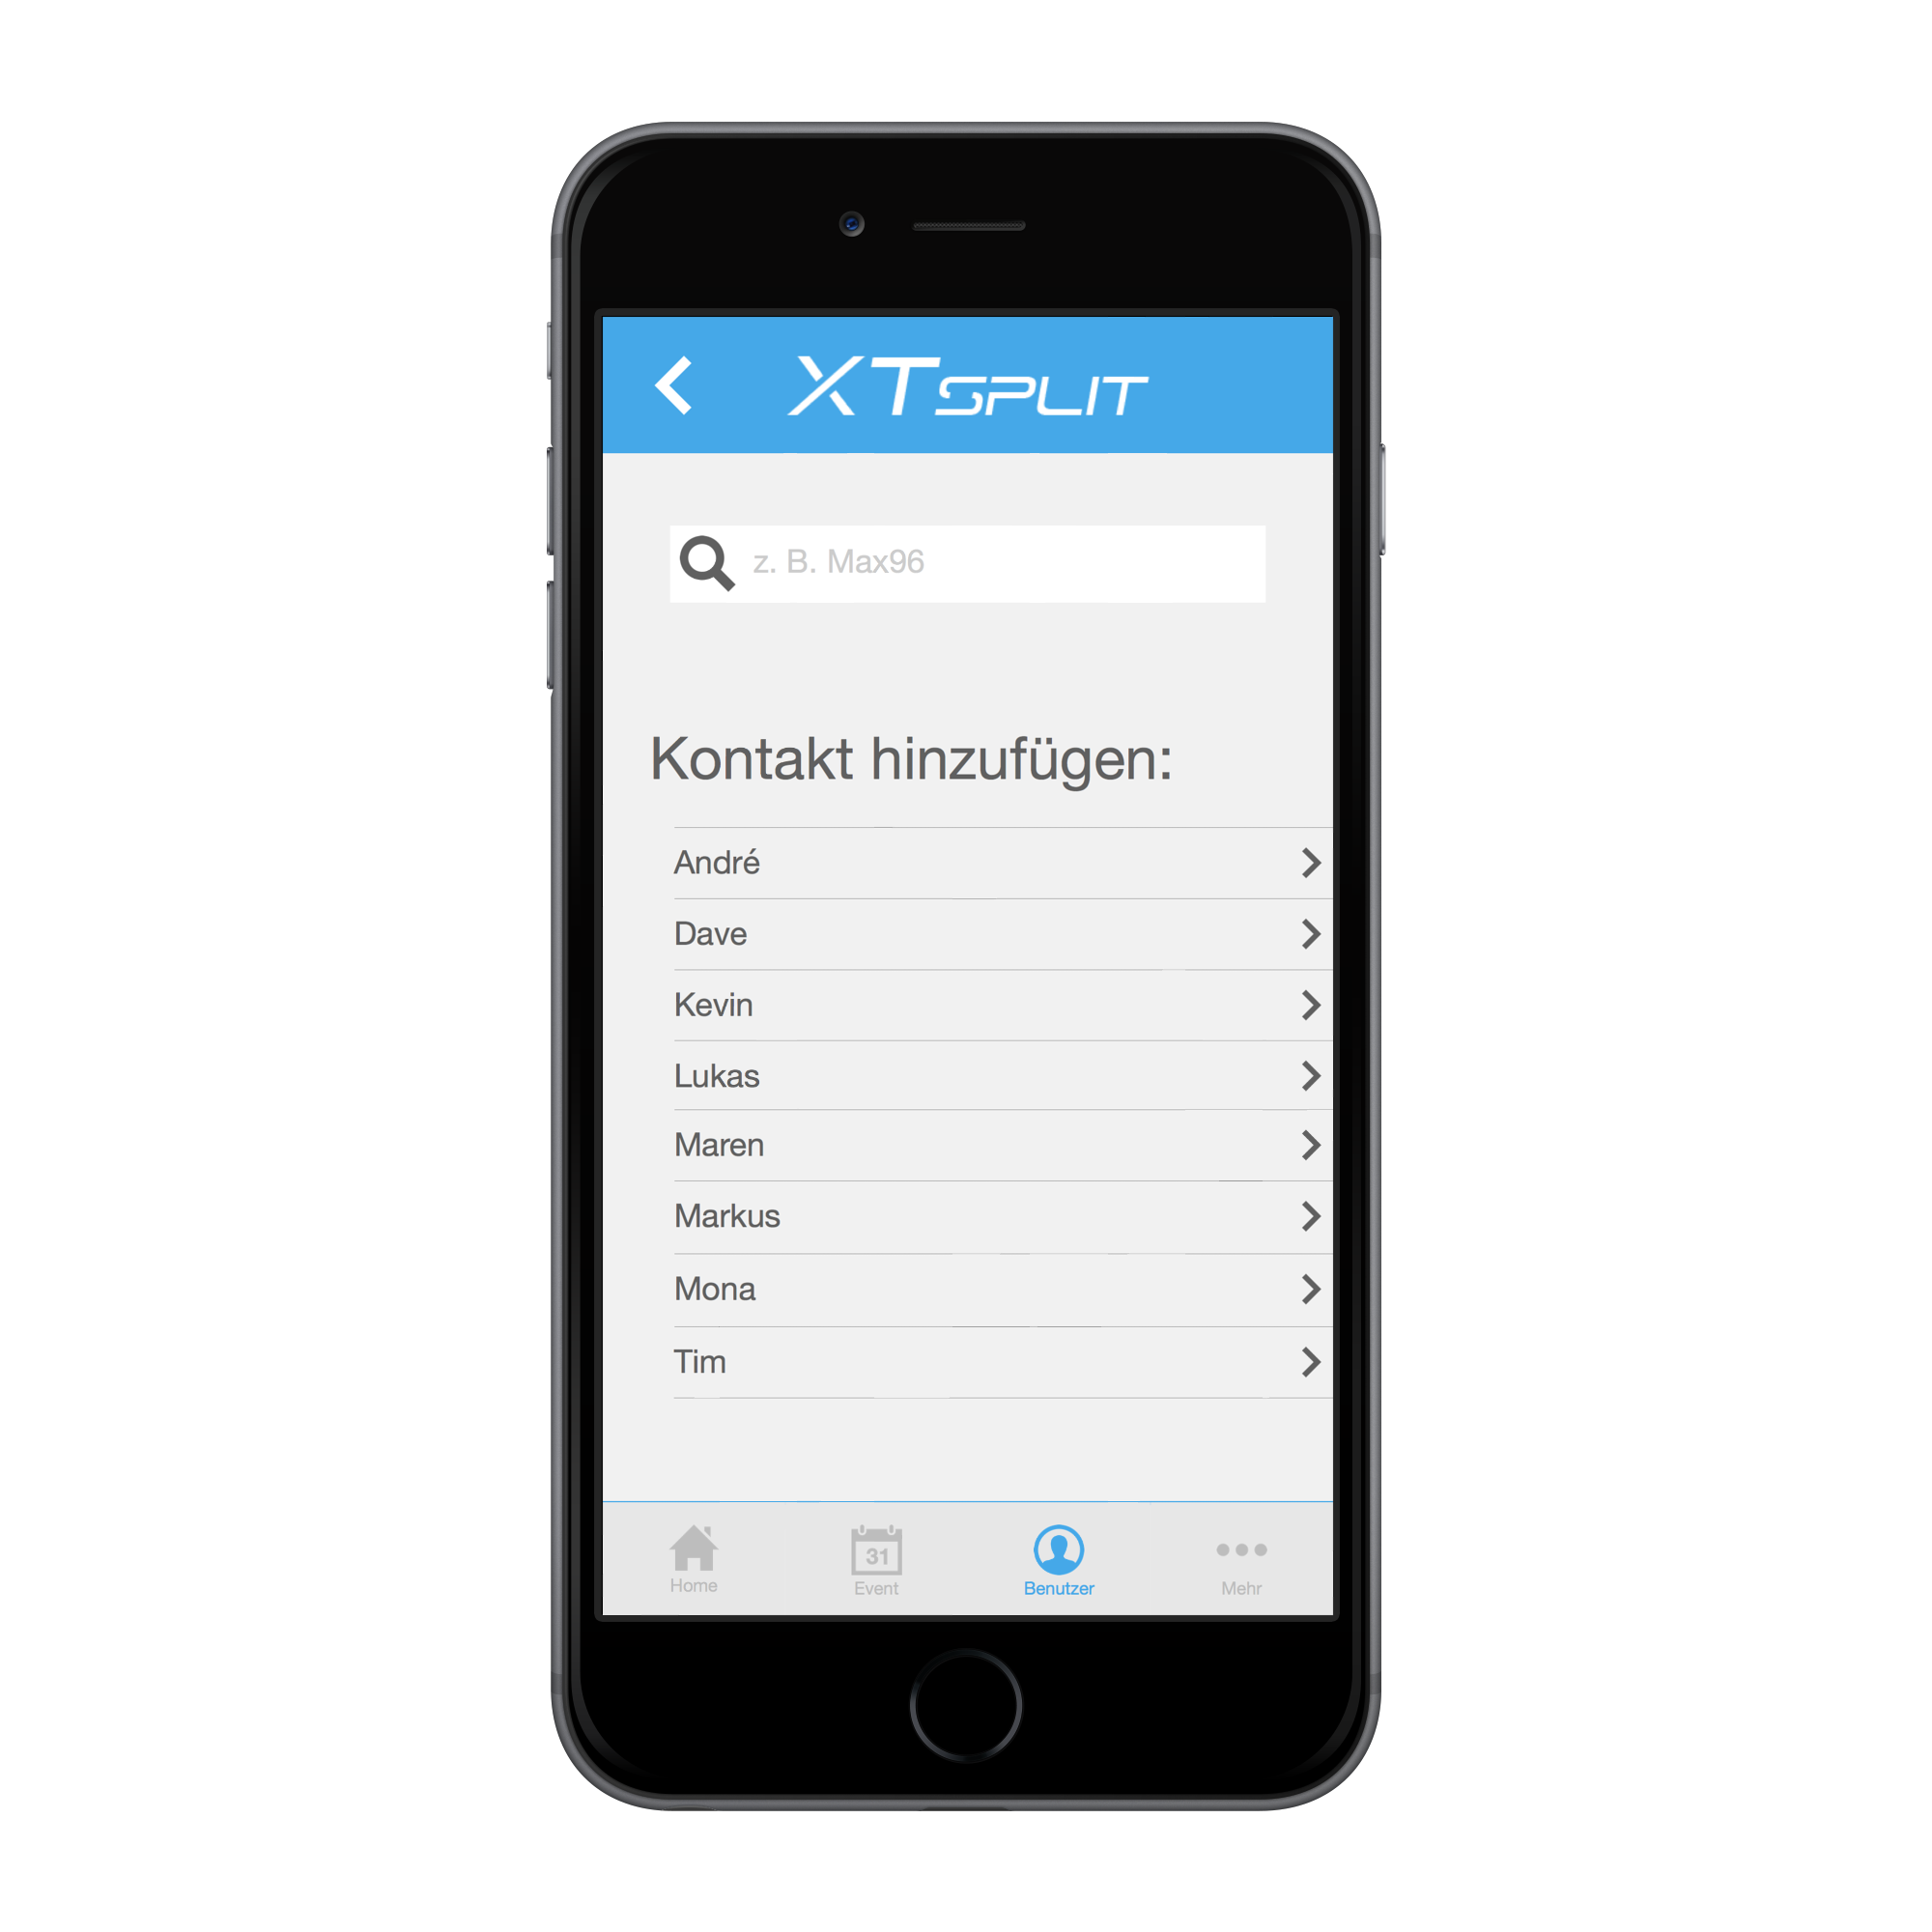 XTSPLIT
z. B. Max96
Kontakt hinzufügen:
André
Dave
Kevin
Lukas
Maren
Markus
Mona
Tim
31
Home
Event
Benutzer
Mehr